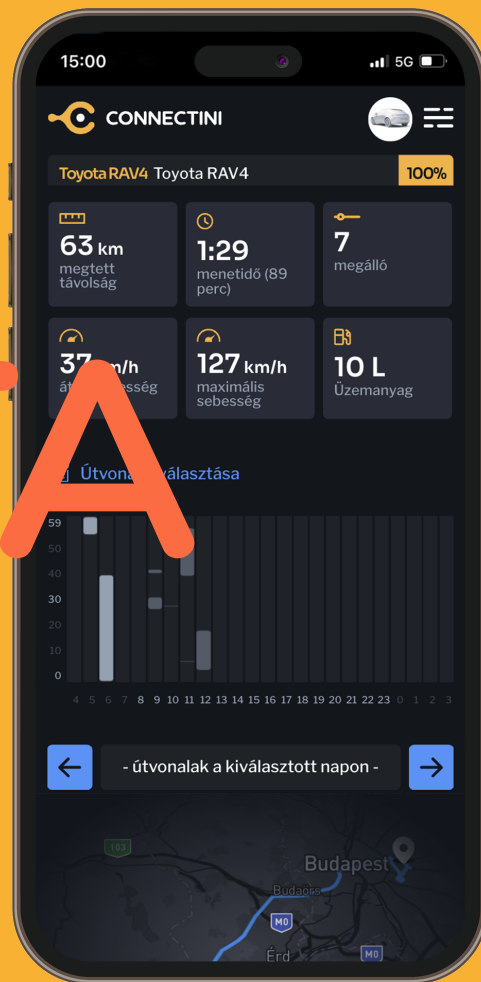 15:00
5G
CONNECTINI
Toyota RAV4 Toyota RAV4
100%
63 km
megtett
távolság
1:29
menetidő (89
perc)
7
megálló
37
127 km/h
maximális
sebesség
10 L
Üzemanyag
A
59
50
40
30
20
10
0
4 5 6 7 8 9 10 11 12 13 14 15 16 17 18 19 20 21 22 23 0 1 2 3
- útvonalak a kiválasztott napon -
183
Budapest
Budaörs
M0
Érd
M0